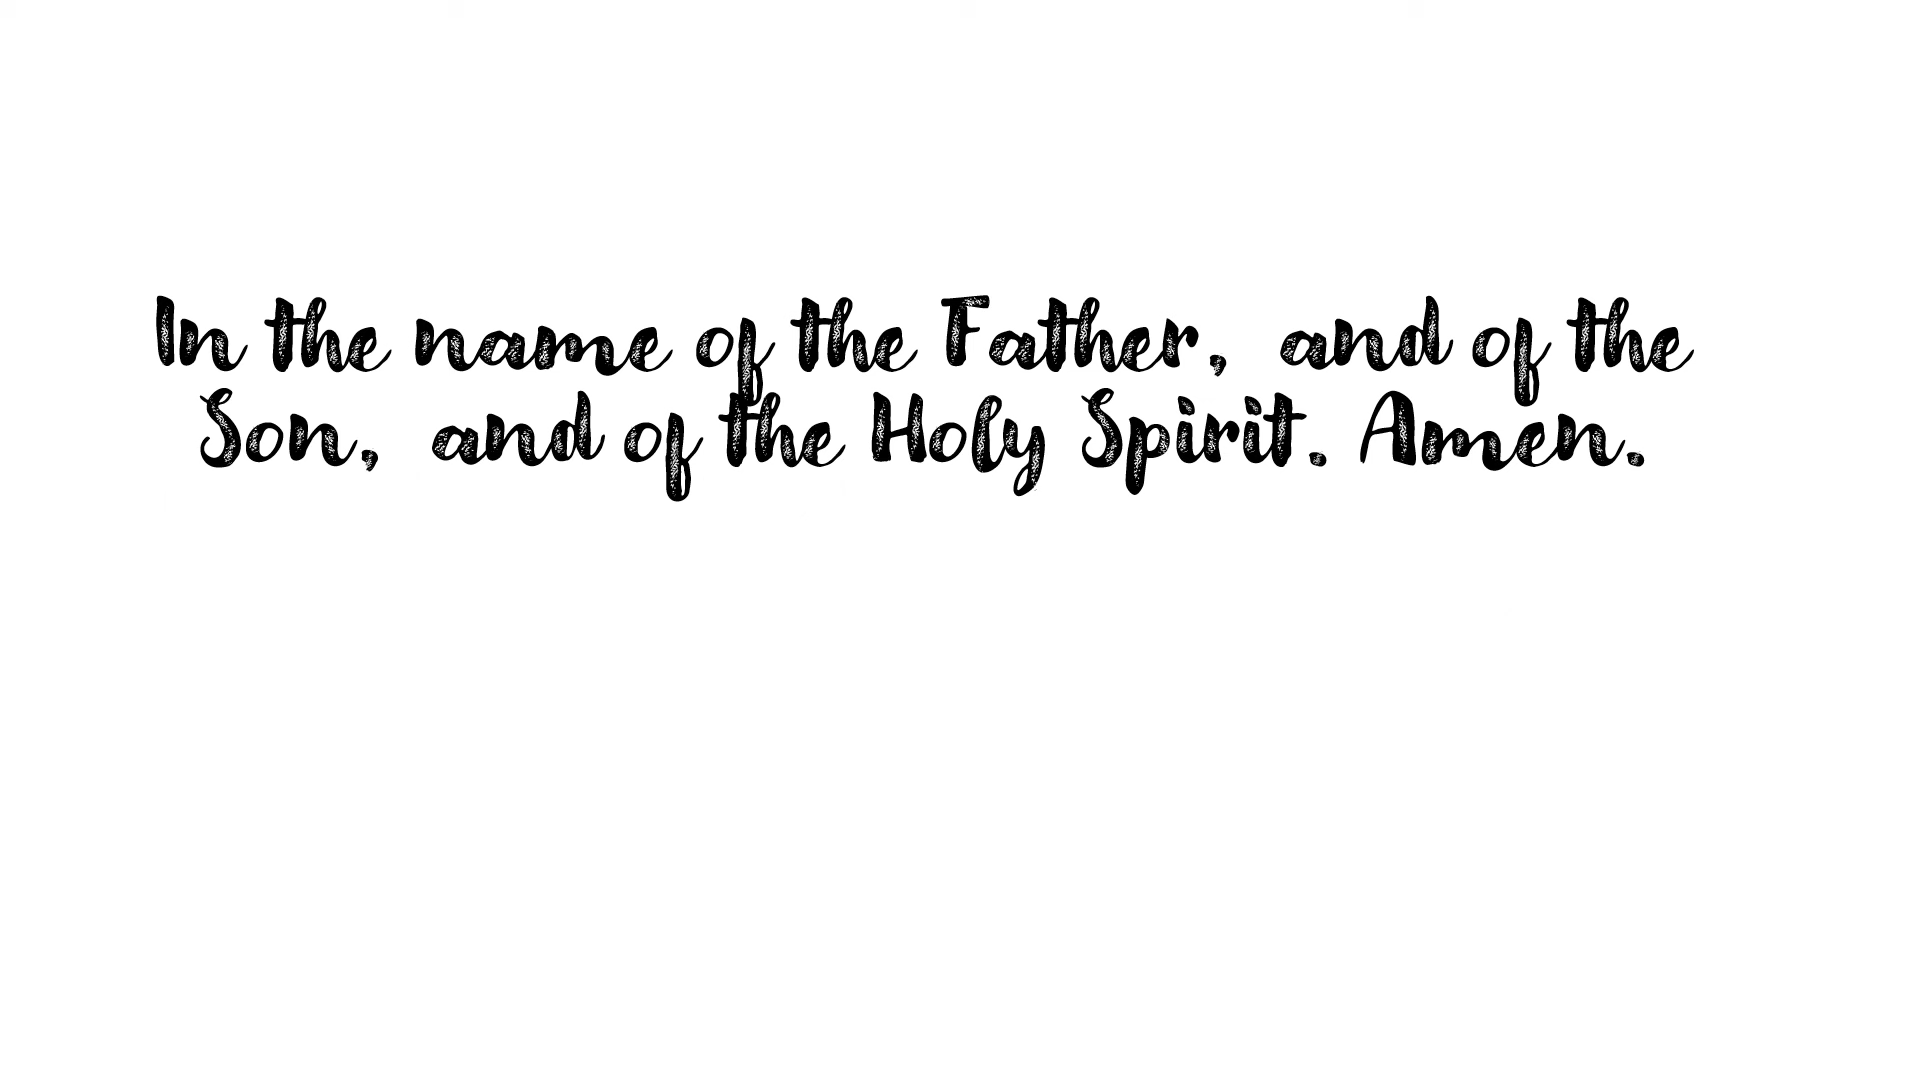 In the name of the Father, and of the
Son, and of the Holy Spirit. Amen.